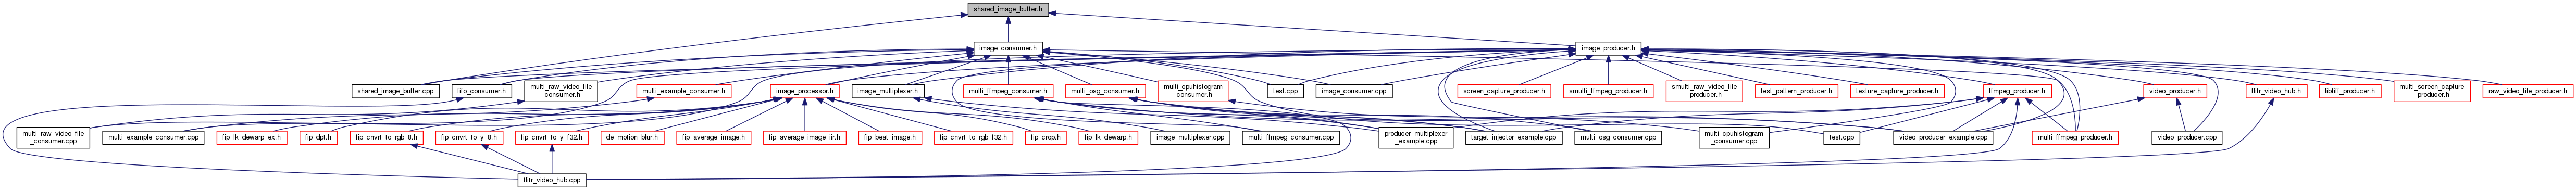 shared_image_buffer.h
image_consumer.h
image_producer.h
shared_image_buffer.cpp
fifo_consumer.h
multi_raw_video_file
_consumer.h
multi_example_consumer.h
image_processor.h
image_multiplexer.h
multi_ffmpeg_consumer.h
multi_osg_consumer.h
multi_cpuhistogram
_consumer.h
test.cpp
image_consumer.cpp
screen_capture_producer.h
smulti_ffmpeg_producer.h
smulti_raw_video_file
_producer.h
test_pattern_producer.h
texture_capture_producer.h
ffmpeg_producer.h
video_producer.h
flitr_video_hub.h
libtiff_producer.h
multi_screen_capture
_producer.h
raw_video_file_producer.h
multi_raw_video_file
_consumer.cpp
multi_example_consumer.cpp
fip_lk_dewarp_ex.h
fip_dpt.h
fip_cnvrt_to_rgb_8.h
fip_cnvrt_to_y_8.h
fip_cnvrt_to_y_f32.h
de_motion_blur.h
fip_average_image.h
fip_average_image_iir.h
fip_beat_image.h
fip_cnvrt_to_rgb_f32.h
fip_crop.h
fip_lk_dewarp.h
image_multiplexer.cpp
multi_ffmpeg_consumer.cpp
producer_multiplexer
_example.cpp
target_injector_example.cpp
multi_osg_consumer.cpp
multi_cpuhistogram
_consumer.cpp
test.cpp
video_producer_example.cpp
multi_ffmpeg_producer.h
video_producer.cpp
flitr_video_hub.cpp